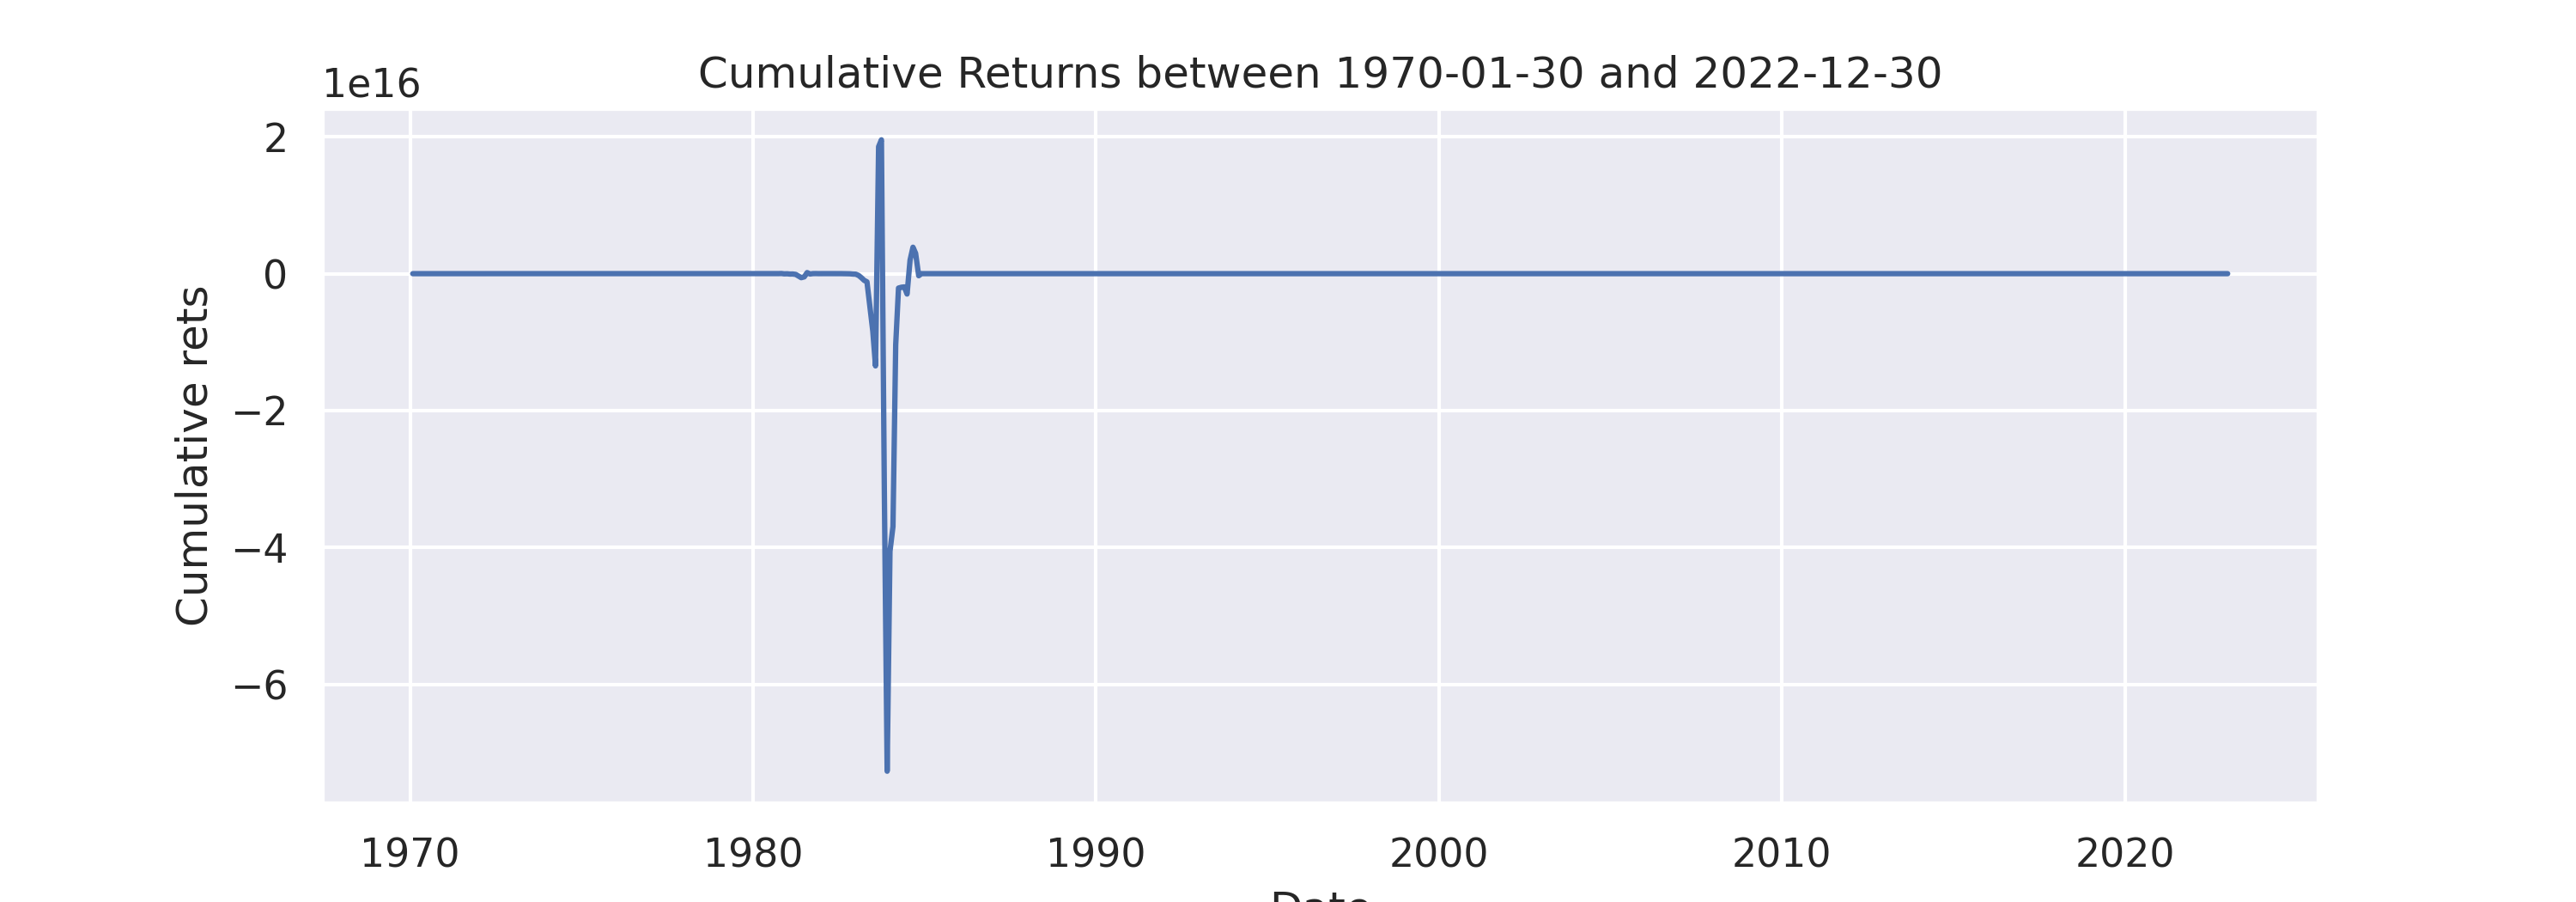 Cumulative Returns between 1970-01-30 and 2022-12-30
1e16
2
0
−2
−4
−6
Cumulative rets
1970 1980 1990 2000 2010 2020
Date